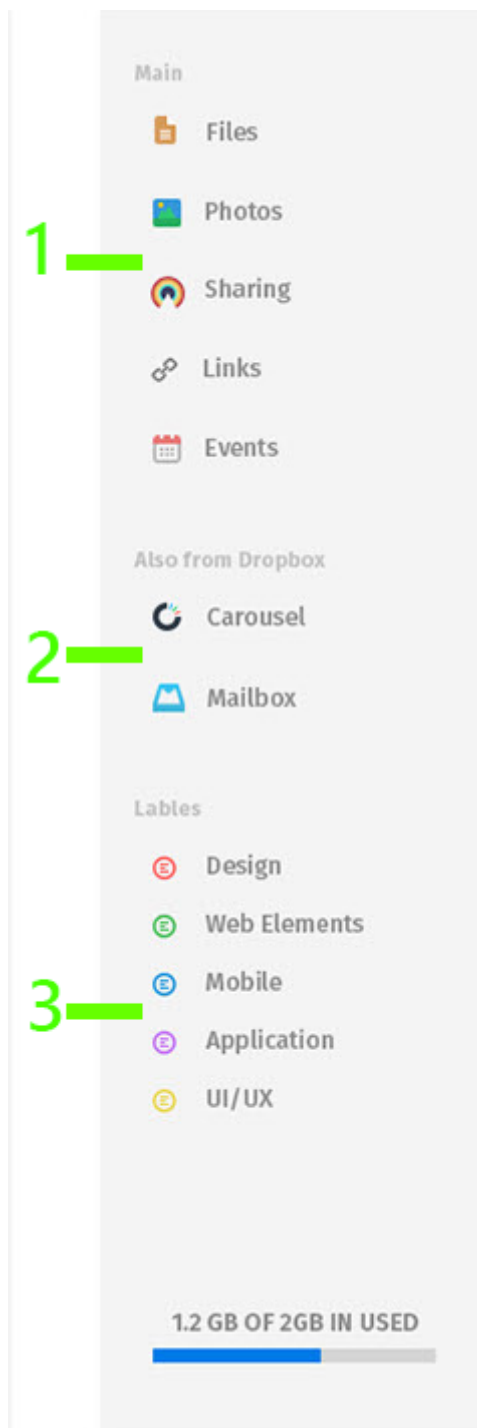 Main
Files
Photos
1
Sharing
Links
Events
Also from Dropbox
Carousel
2
Mailbox
Lables
Design
Web Elements
Mobile
3
Application
UI/UX
1.2 GB OF 2GB IN USED